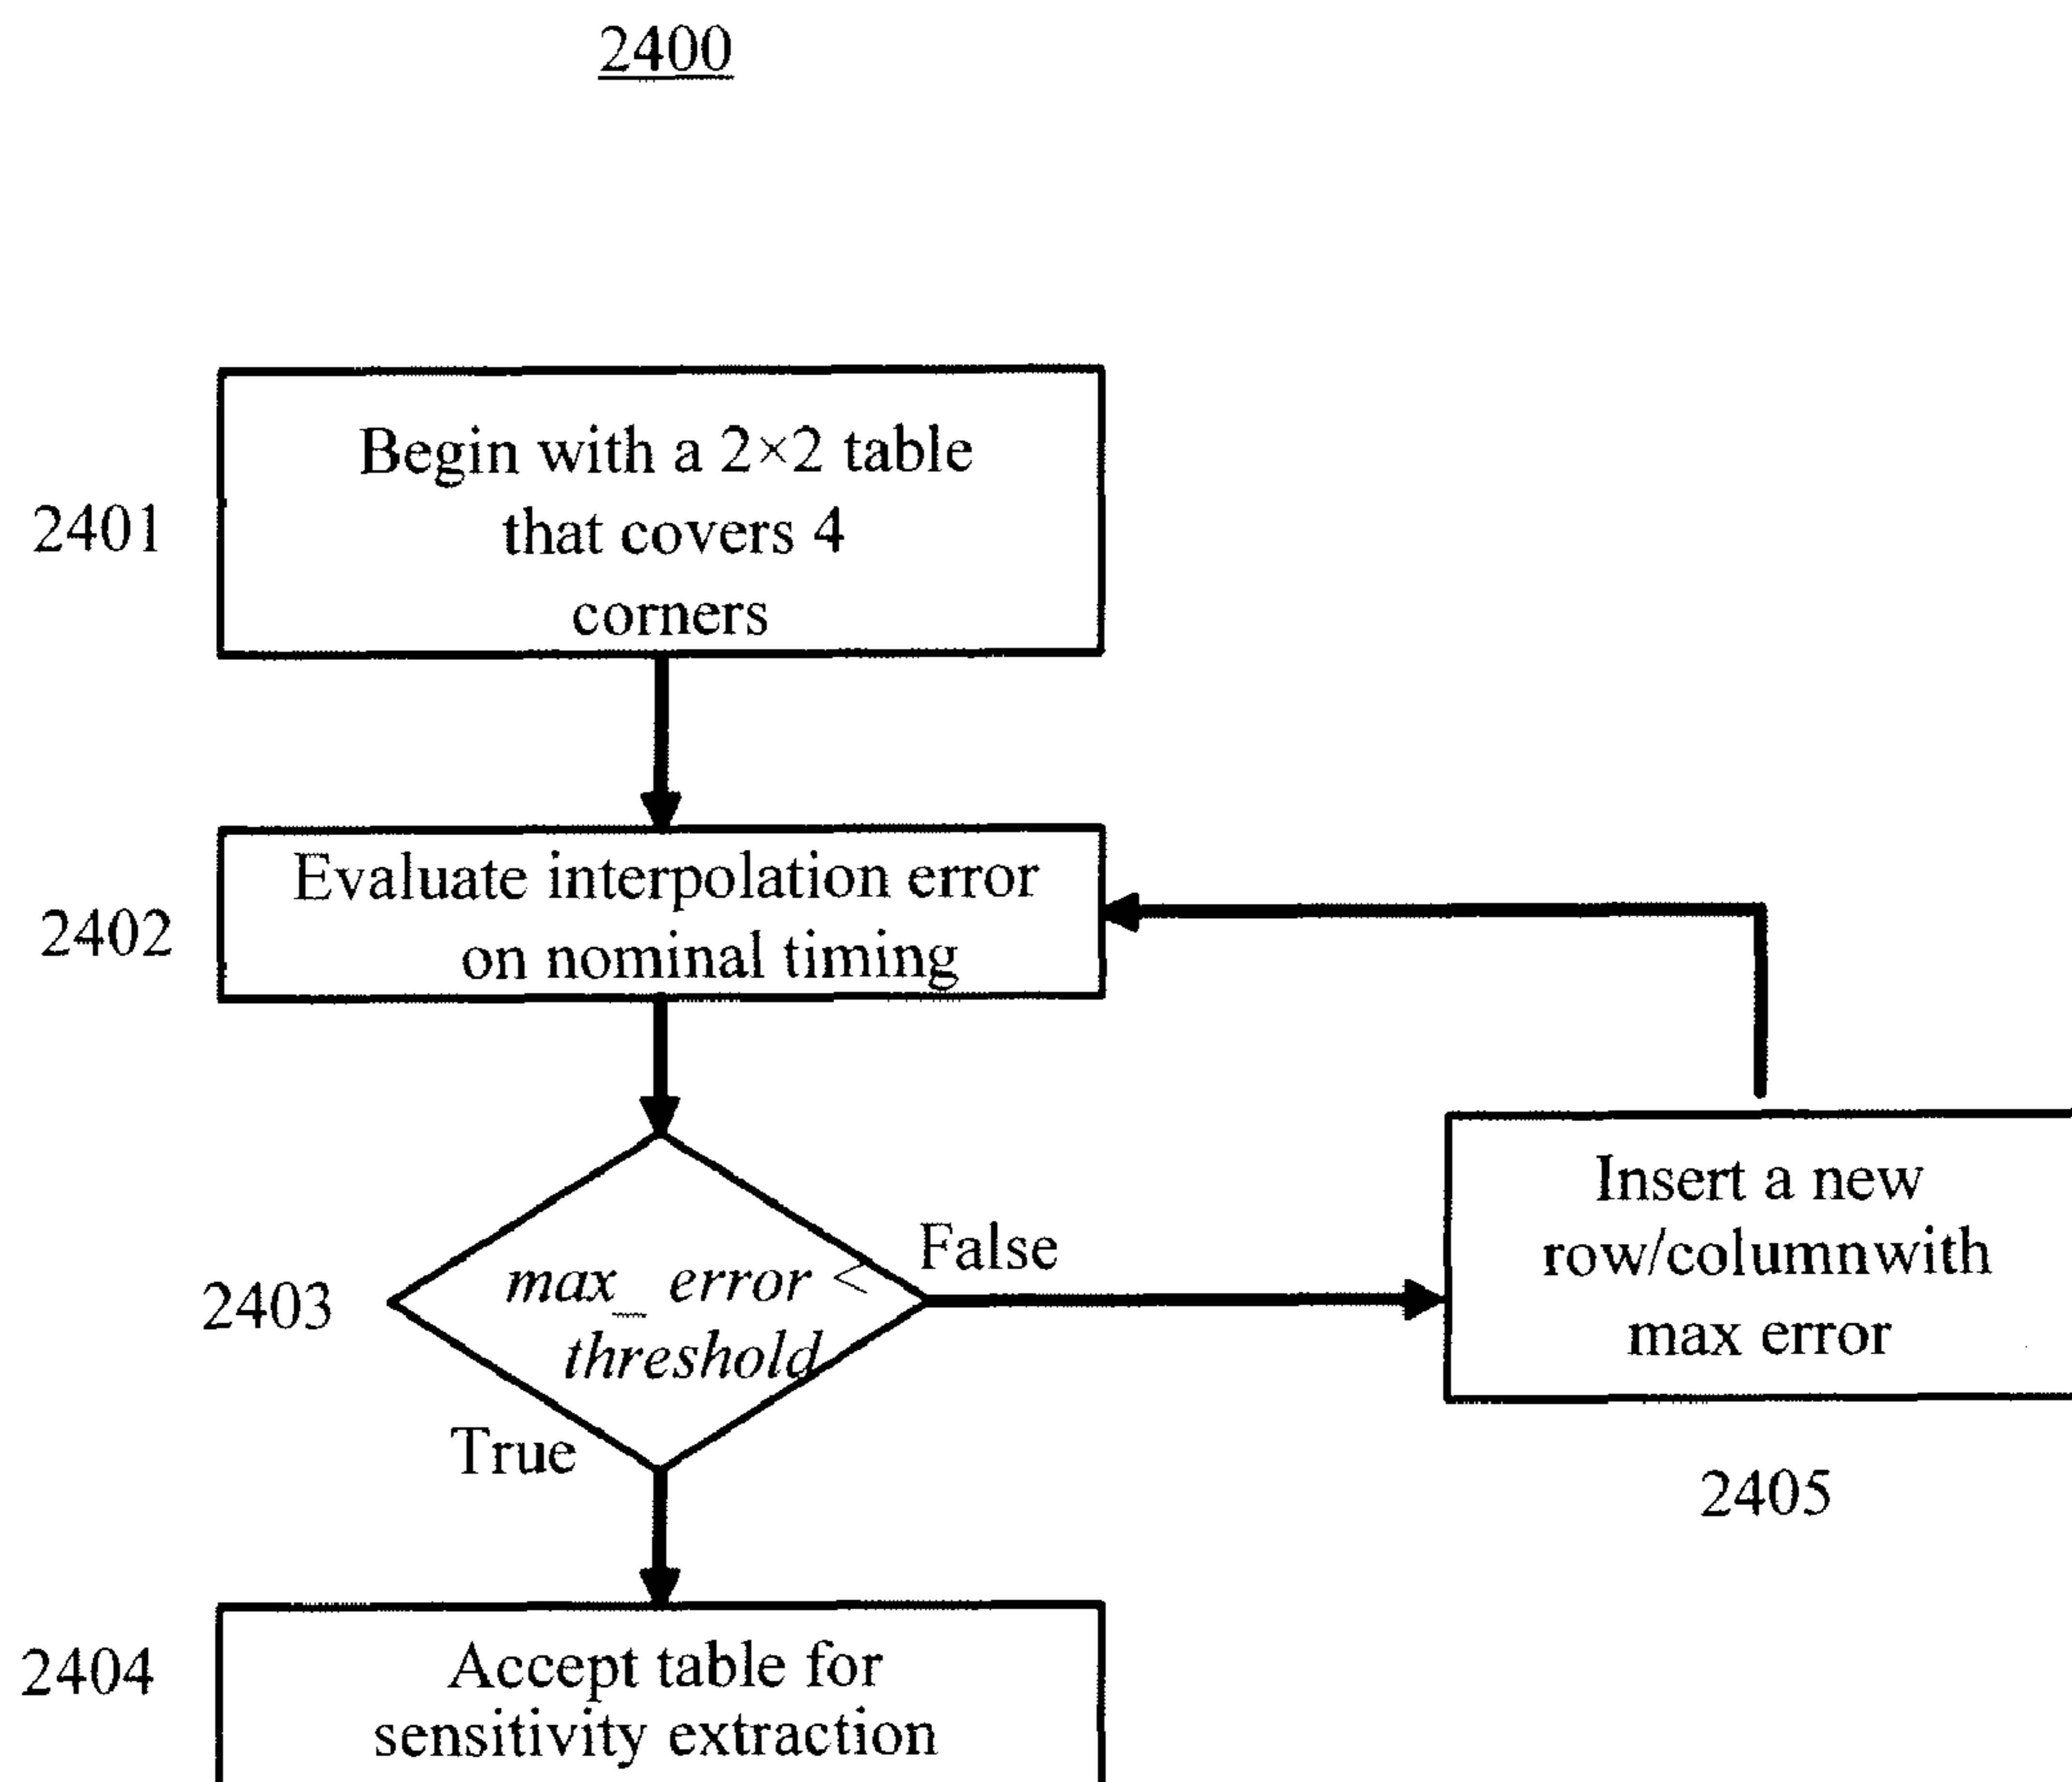 2400
2401
Begin with a 2×2 table
that covers 4
corners
2402
Evaluate interpolation error
on nominal timing
2403
max_ error <
threshold
False
True
Insert a new
row/columnwith
max error
2405
2404
Accept table for
sensitivity extraction